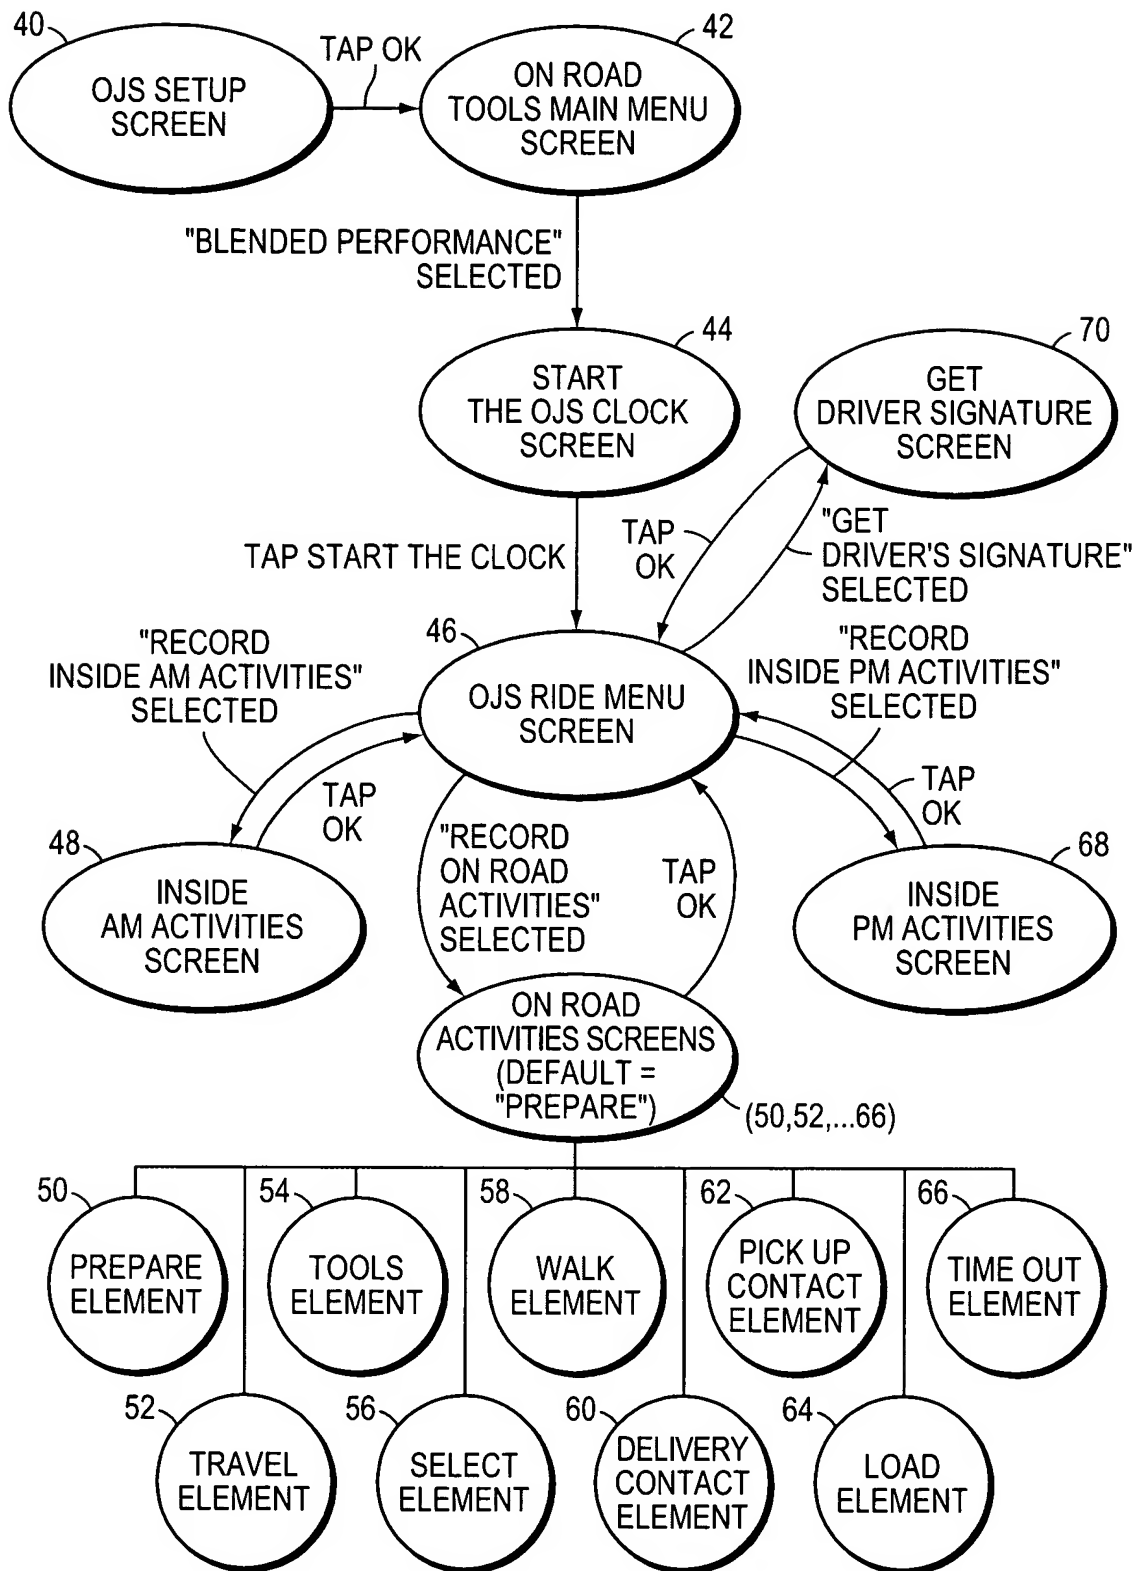 40
OJS SETUP
SCREEN
TAP OK
42
ON ROAD
TOOLS MAIN MENU
SCREEN
"BLENDED PERFORMANCE"
SELECTED
44
START
THE OJS CLOCK
SCREEN
70
GET
DRIVER SIGNATURE
SCREEN
TAP START THE CLOCK
TAP
OK
"GET
DRIVER'S SIGNATURE"
SELECTED
46
OJS RIDE MENU
SCREEN
"RECORD
INSIDE AM ACTIVITIES"
SELECTED
"RECORD
INSIDE PM ACTIVITIES"
SELECTED
TAP
OK
TAP
OK
48
INSIDE
AM ACTIVITIES
SCREEN
"RECORD
ON ROAD
ACTIVITIES"
SELECTED
TAP
OK
68
INSIDE
PM ACTIVITIES
SCREEN
ON ROAD
ACTIVITIES SCREENS
(DEFAULT =
"PREPARE")
(50,52,...66)
50
PREPARE
ELEMENT
54
TOOLS
ELEMENT
58
WALK
ELEMENT
62
PICK UP
CONTACT
ELEMENT
66
TIME OUT
ELEMENT
52
TRAVEL
ELEMENT
56
SELECT
ELEMENT
60
DELIVERY
CONTACT
ELEMENT
64
LOAD
ELEMENT